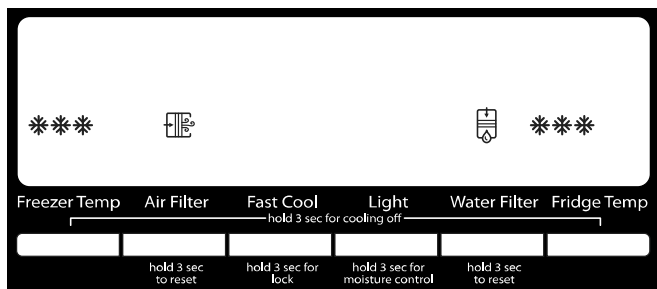 Freezer Temp Air Filter Fast Cool Light Water Filter Fridge Temp
hold 3 sec for cooling off
hold 3 sec
to reset
hold 3 sec for
lock
hold 3 sec for
moisture control
hold 3 sec
to reset